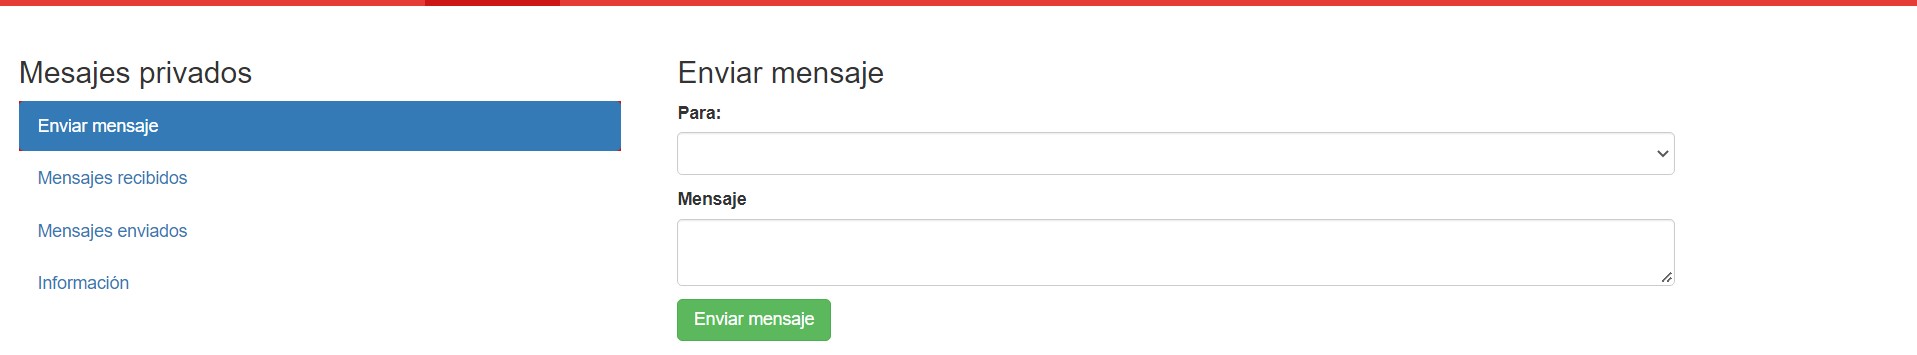 Mesajes privados
Enviar mensaje
Mensajes recibidos
Mensajes enviados
Información
Enviar mensaje
Para:
Mensaje
Enviar mensaje